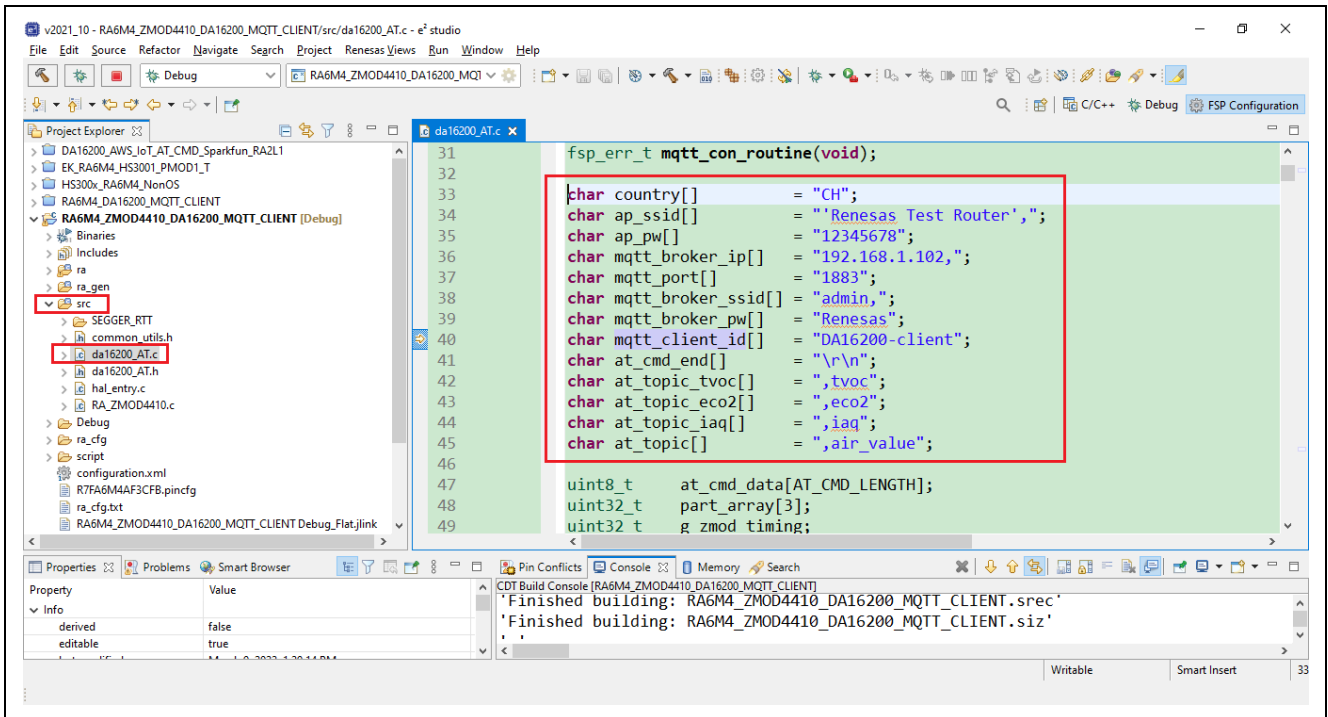 v2021_10 - RA6M4_ZMOD4410_DA16200_MQTT_CLIENT/src/da16200_AT.c - e² studio
File Edit Source Refactor Navigate Search Project Renesas Views Run Window Help
Debug RA6M4_ZMOD4410_DA16200_MQ
C/C++ Debug FSP Configuration
Project Explorer
DA16200_AWS_IoT_AT_CMD_Sparkfun_RA2L1
EK_RA6M4_HS3001_PMOD1_T
HS300x_RA6M4_NonOS
RA6M4_DA16200_MQTT_CLIENT
RA6M4_ZMOD4410_DA16200_MQTT_CLIENT [Debug]
Binaries
Includes
ra
ra_gen
src
SEGGER_RTT
common_utils.h
da16200_AT.c
da16200_AT.h
hal_entry.c
RA_ZMOD4410.c
Debug
ra_cfg
script
configuration.xml
R7FA6M4AF3CFB.pincfg
ra_cfg.txt
RA6M4_ZMOD4410_DA16200_MQTT_CLIENT Debug_Flat.jlink
da16200_AT.c
31 fsp_err_t mqtt_con_routine(void);
32
33 char country[] = "CH";
34 char ap_ssid[] = "'Renesas Test Router',";
35 char ap_pw[] = "12345678";
36 char mqtt_broker_ip[] = "192.168.1.102,";
37 char mqtt_port[] = "1883";
38 char mqtt_broker_ssid[] = "admin,";
39 char mqtt_broker_pw[] = "Renesas";
40 char mqtt_client_id[] = "DA16200-client";
41 char at_cmd_end[] = "\r\n";
42 char at_topic_tvoc[] = ",tvoc";
43 char at_topic_eco2[] = ",eco2";
44 char at_topic_iaq[] = ",iaq";
45 char at_topic[] = ",air_value";
46
47 uint8_t at_cmd_data[AT_CMD_LENGTH];
48 uint32_t part_array[3];
49 uint32_t g_zmod_timing;
Properties Problems Smart Browser
Property Value
Info
derived false
editable true
Pin Conflicts Console Memory Search
CDT Build Console [RA6M4_ZMOD4410_DA16200_MQTT_CLIENT]
'Finished building: RA6M4_ZMOD4410_DA16200_MQTT_CLIENT.srec'
'Finished building: RA6M4_ZMOD4410_DA16200_MQTT_CLIENT.siz'
' '
Writable Smart Insert 33